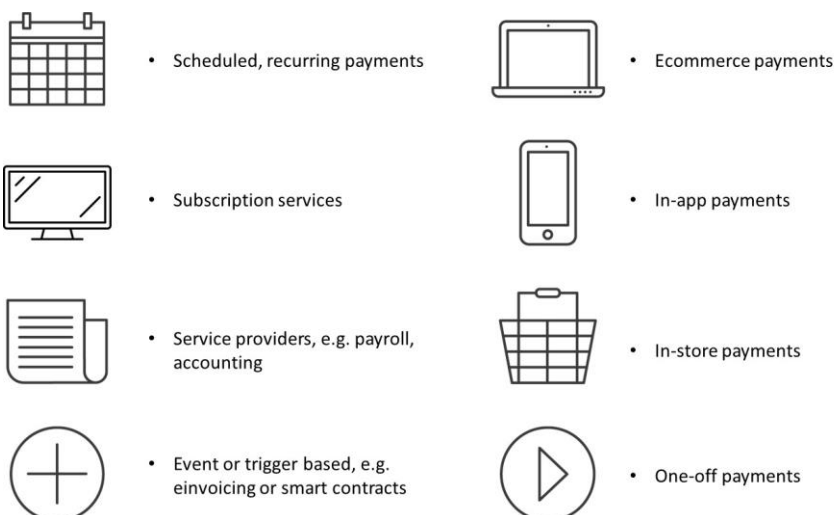 • Scheduled, recurring payments
• Ecommerce payments
• Subscription services
• In-app payments
• Service providers, e.g. payroll,
accounting
• In-store payments
• Event or trigger based, e.g.
einvoicing or smart contracts
• One-off payments